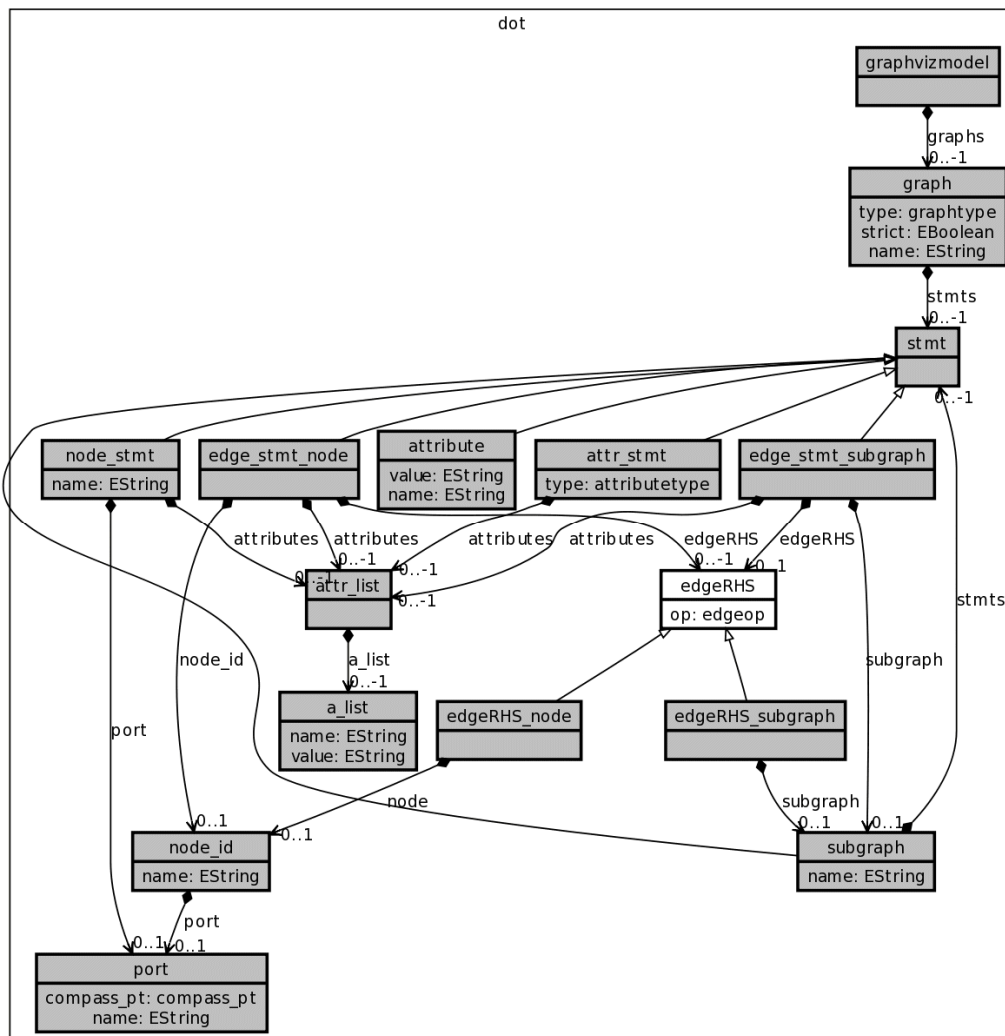 dot
graphvizmodel
graphs
0..-1
graph
type: graphtype
strict: EBoolean
name: EString
stmts
0..-1
stmt
0..-1
node_stmt
name: EString
edge_stmt_node
attribute
value: EString
name: EString
attr_stmt
type: attributetype
edge_stmt_subgraph
attributes
attributes
attributes
attributes
edgeRHS
edgeRHS
0..-1
0..-1
0..-1
0..-1
0..-1
0..1
attr_list
edgeRHS
op: edgeop
stmts
node_id
a_list
0..-1
subgraph
a_list
name: EString
value: EString
edgeRHS_node
edgeRHS_subgraph
port
node
subgraph
0..1
0..1
0..1
0..1
node_id
name: EString
subgraph
name: EString
port
0..1
0..1
port
compass_pt: compass_pt
name: EString